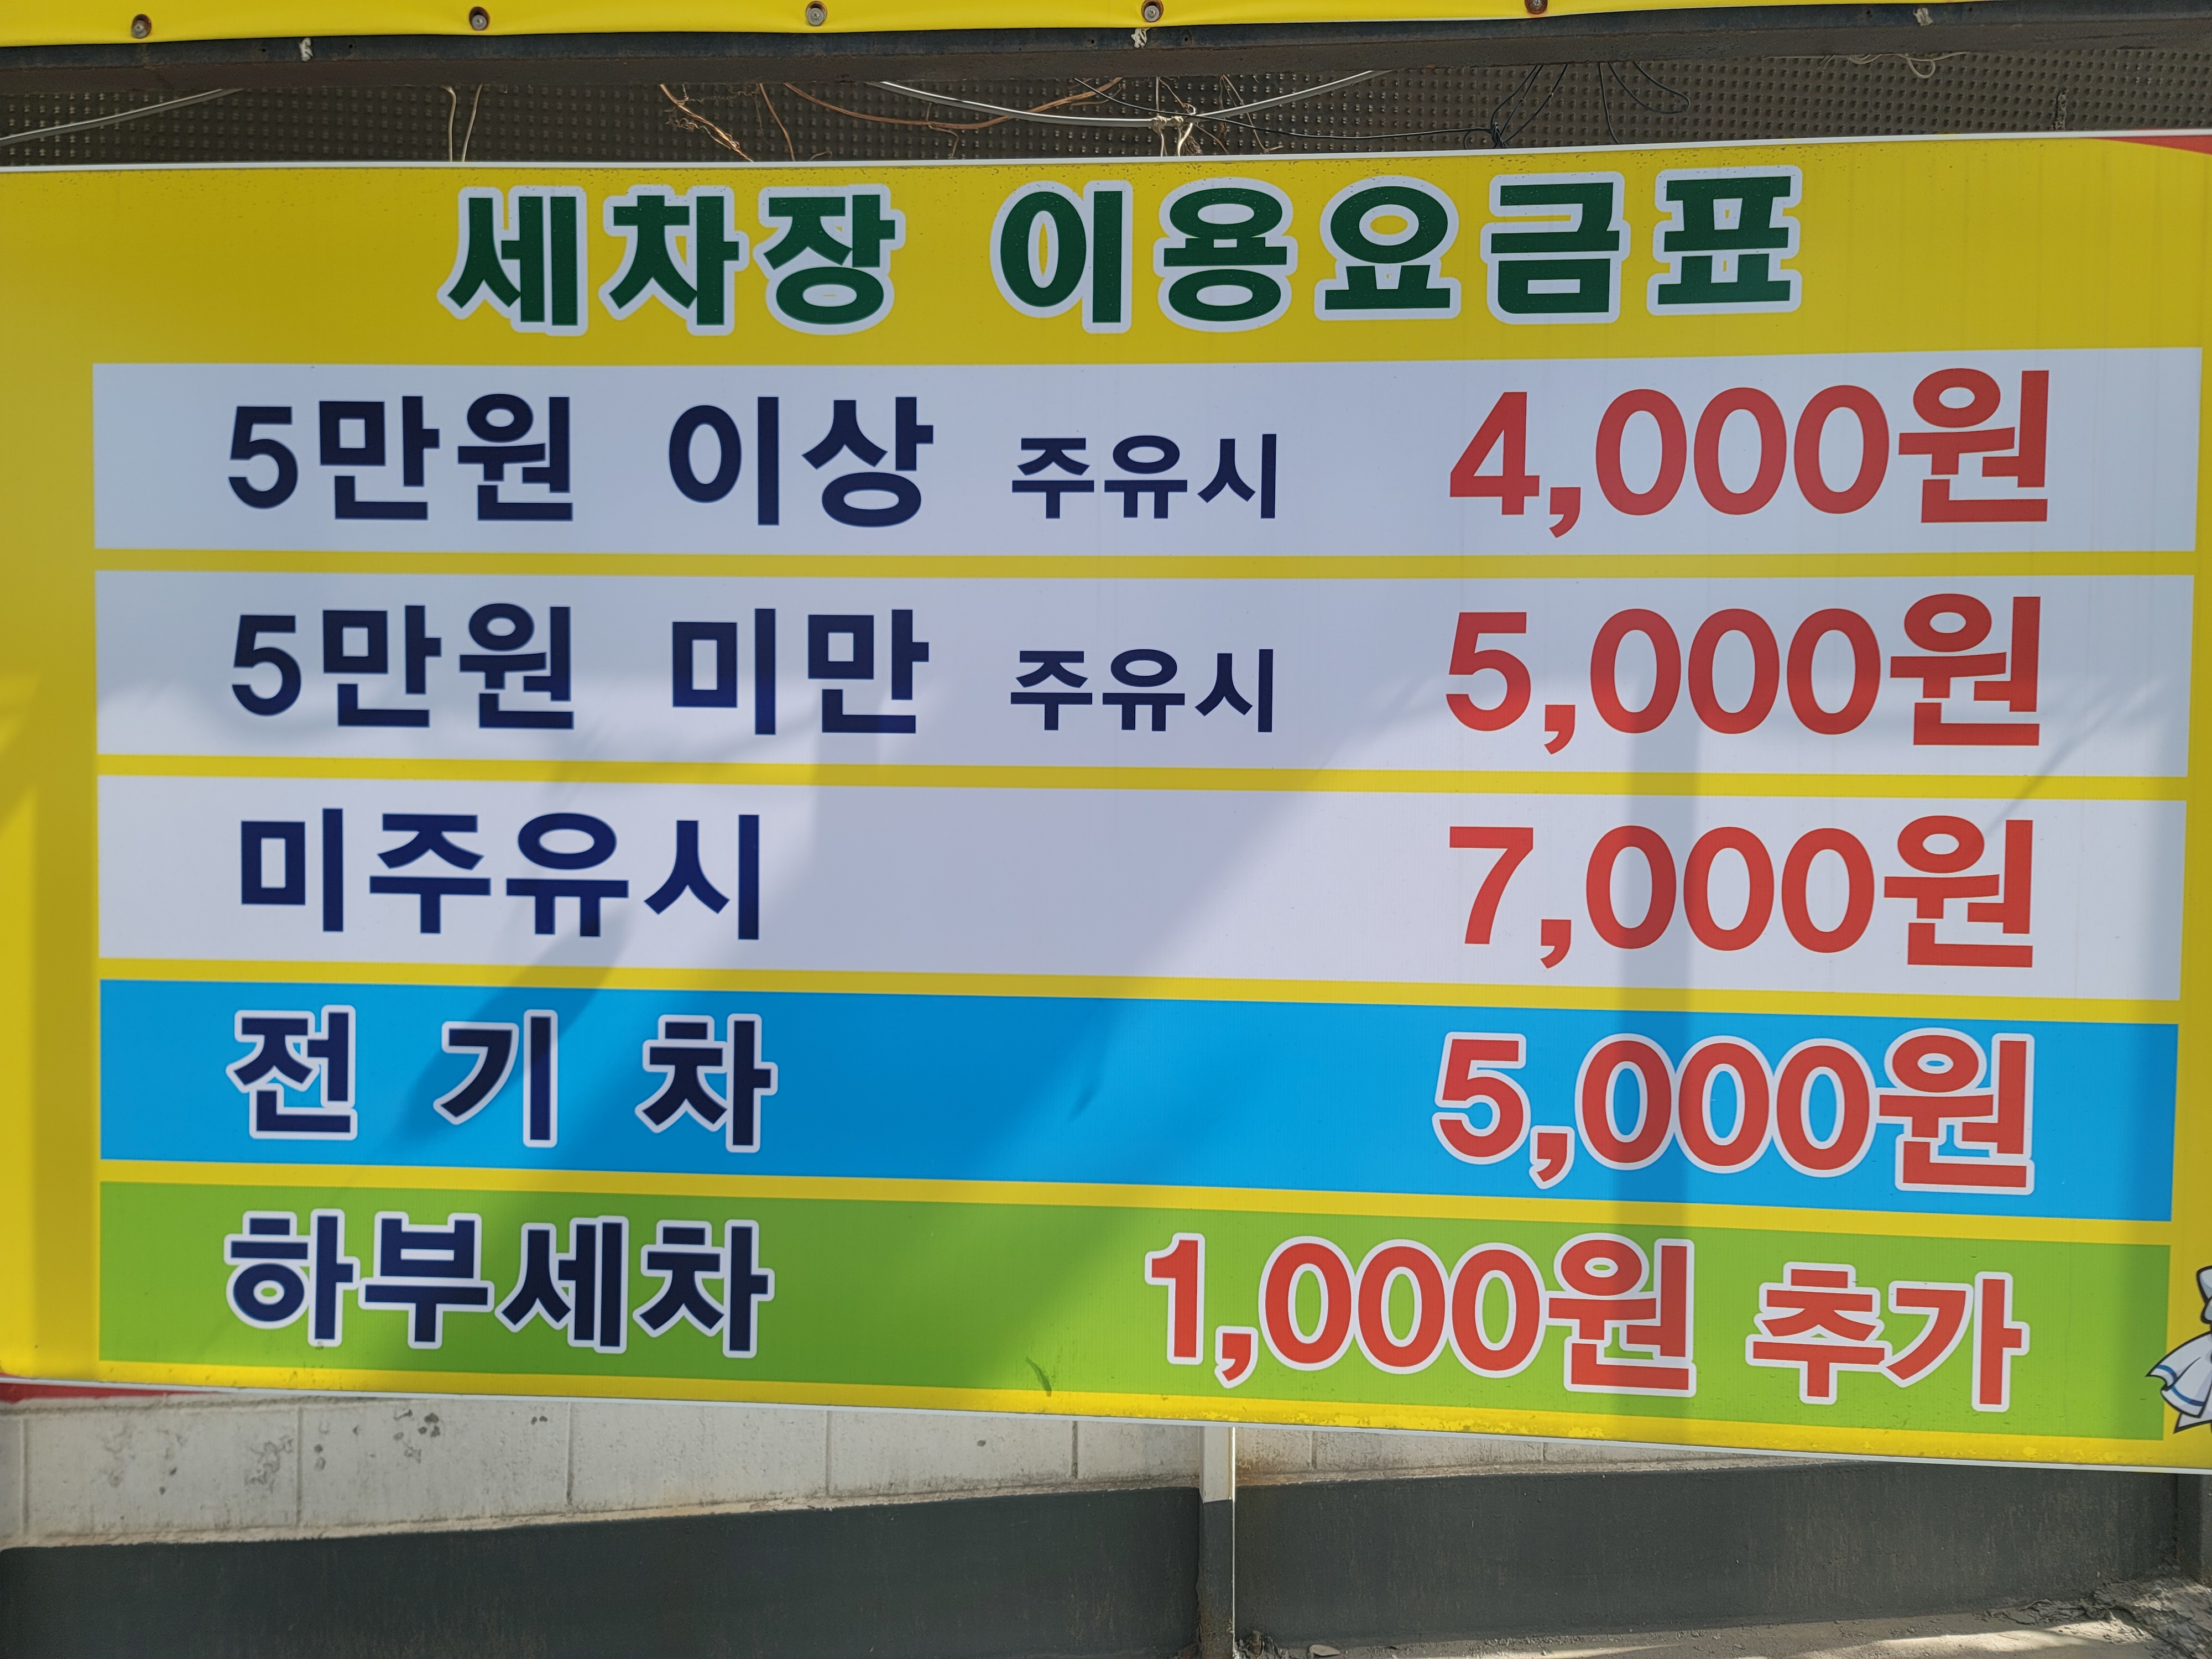 세차장 이용요금표
5만원 이상 주유시 4,000원
5만원 미만 주유시 5,000원
미주유시 7,000원
전기차 5,000원
하부세차 1,000원 추가